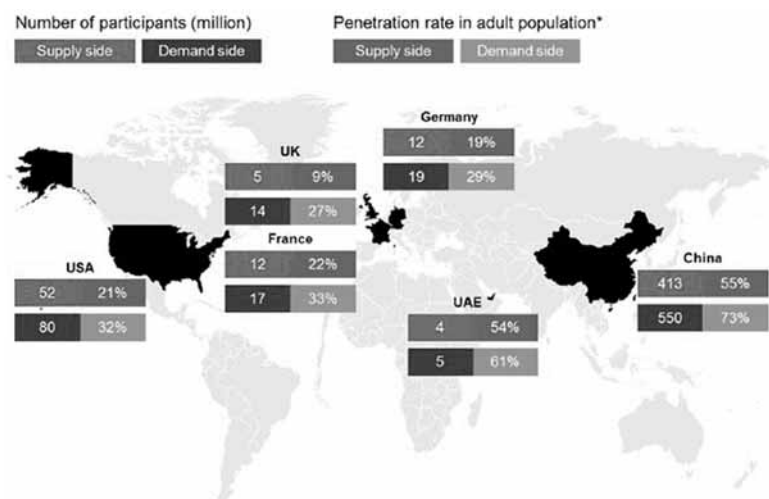 Number of participants (million)
Supply side Demand side
Penetration rate in adult population*
Supply side Demand side
Germany
12 19%
19 29%
UK
5 9%
14 27%
France
12 22%
17 33%
USA
52 21%
80 32%
China
413 55%
550 73%
UAE
4 54%
5 61%